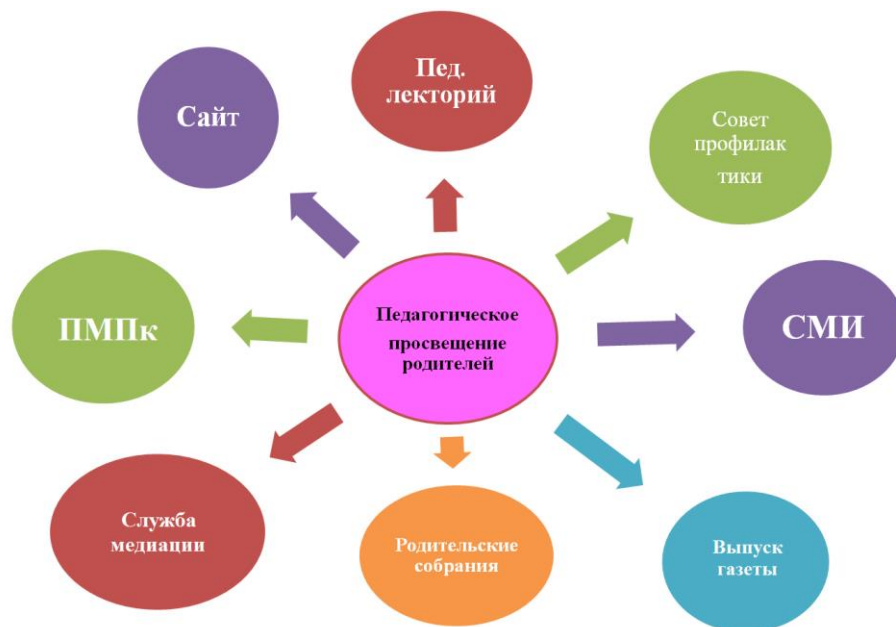 Пед.
лекторий
Сайт
Совет
профилак
тики
ПМПк
Педагогическое
просвещение
родителей
СМИ
Служба
медиации
Родительские
собрания
Выпуск
газеты